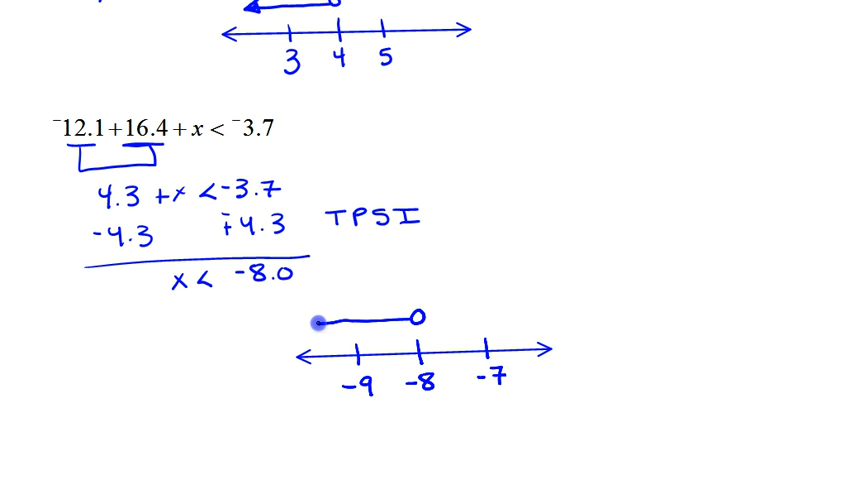 3 4 5
⁻12.1 + 16.4 + x < ⁻3.7
4.3 + x < -3.7
-4.3 ∓4.3 TPSI
x < -8.0
-9 -8 -7